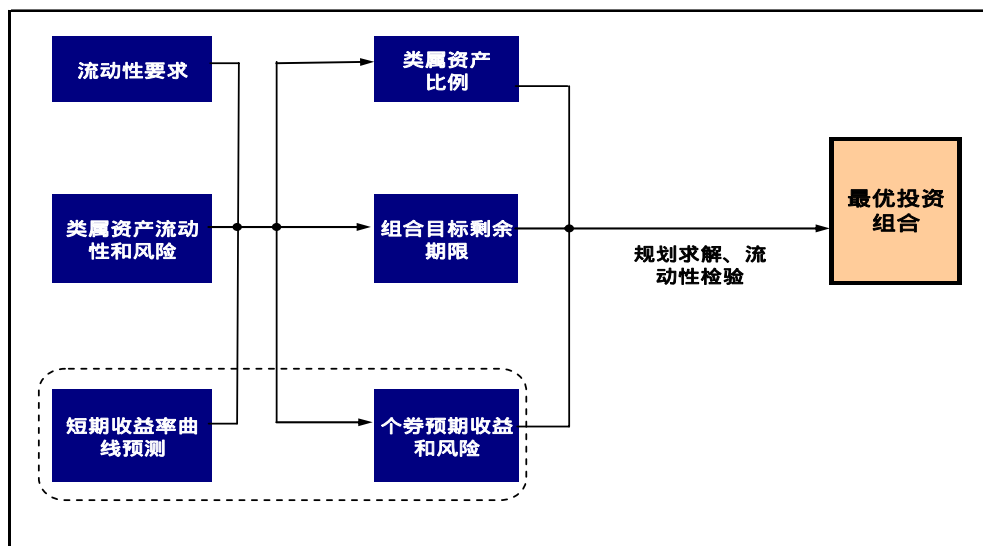 流动性要求
类属资产
比例
类属资产流动
性和风险
组合目标剩余
期限
最优投资
组合
规划求解、流
动性检验
短期收益率曲
线预测
个券预期收益
和风险